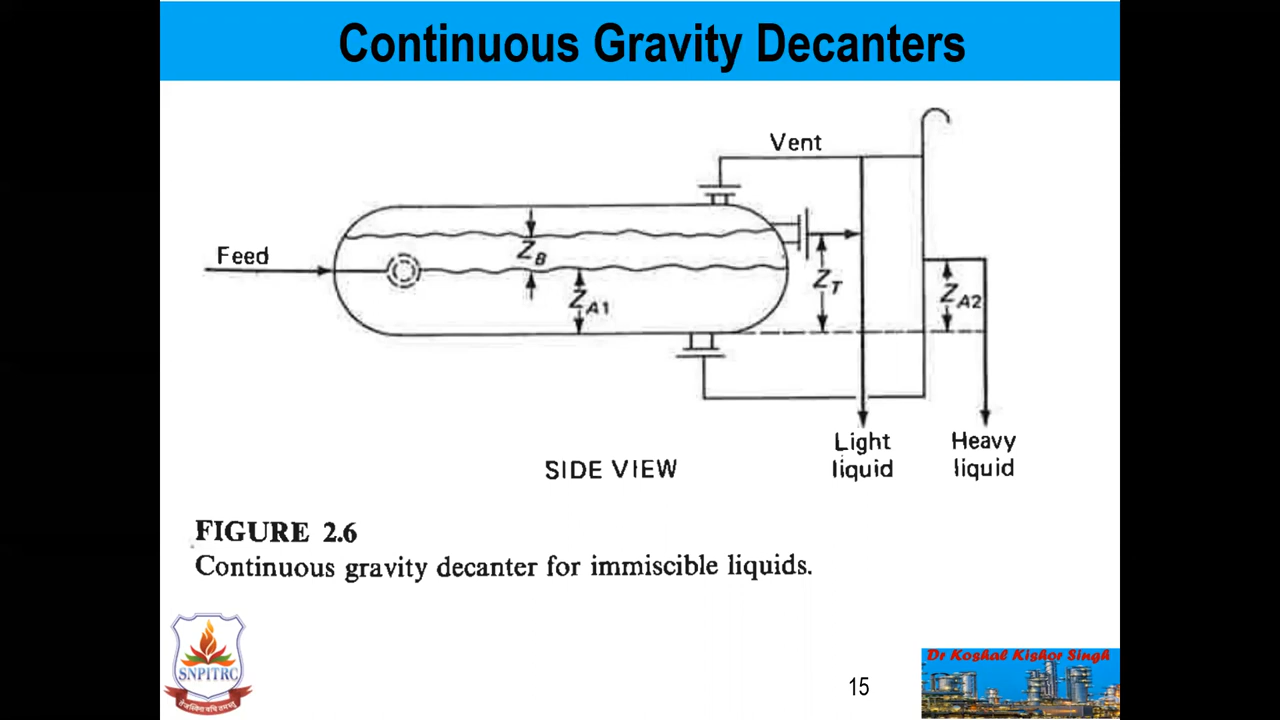 Continuous Gravity Decanters
Vent
Feed
Z_B
Z_T
Z_A1
Z_A2
Light
liquid
Heavy
liquid
SIDE VIEW
FIGURE 2.6
Continuous gravity decanter for immiscible liquids.
SNPITRC
Dr Koshal Kishor Singh
15